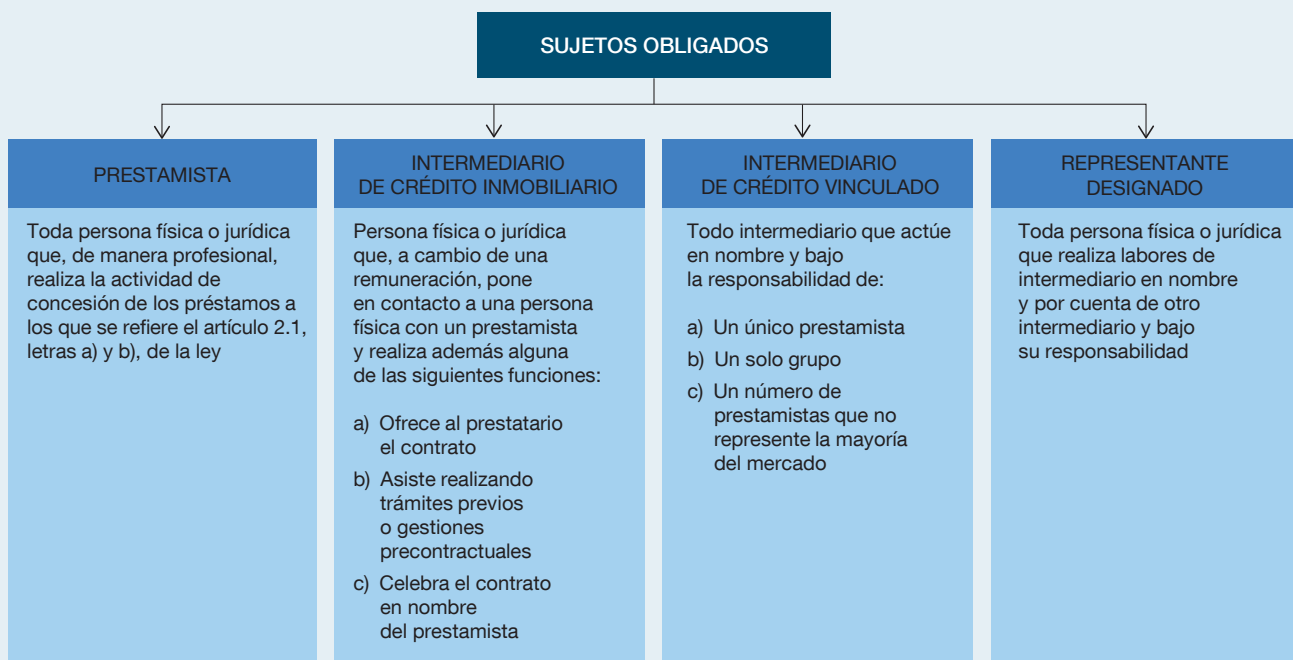 SUJETOS OBLIGADOS
PRESTAMISTA
Toda persona física o jurídica
que, de manera profesional,
realiza la actividad de
concesión de los préstamos a
los que se refiere el artículo 2.1,
letras a) y b), de la ley
INTERMEDIARIO
DE CRÉDITO INMOBILIARIO
Persona física o jurídica
que, a cambio de una
remuneración, pone
en contacto a una persona
física con un prestamista
y realiza además alguna
de las siguientes funciones:
a) Ofrece al prestatario
el contrato
b) Asiste realizando
trámites previos
o gestiones
precontractuales
c) Celebra el contrato
en nombre
del prestamista
INTERMEDIARIO
DE CRÉDITO VINCULADO
Todo intermediario que actúe
en nombre y bajo
la responsabilidad de:
a) Un único prestamista
b) Un solo grupo
c) Un número de
prestamistas que no
represente la mayoría
del mercado
REPRESENTANTE
DESIGNADO
Toda persona física o jurídica
que realiza labores de
intermediario en nombre
y por cuenta de otro
intermediario y bajo
su responsabilidad